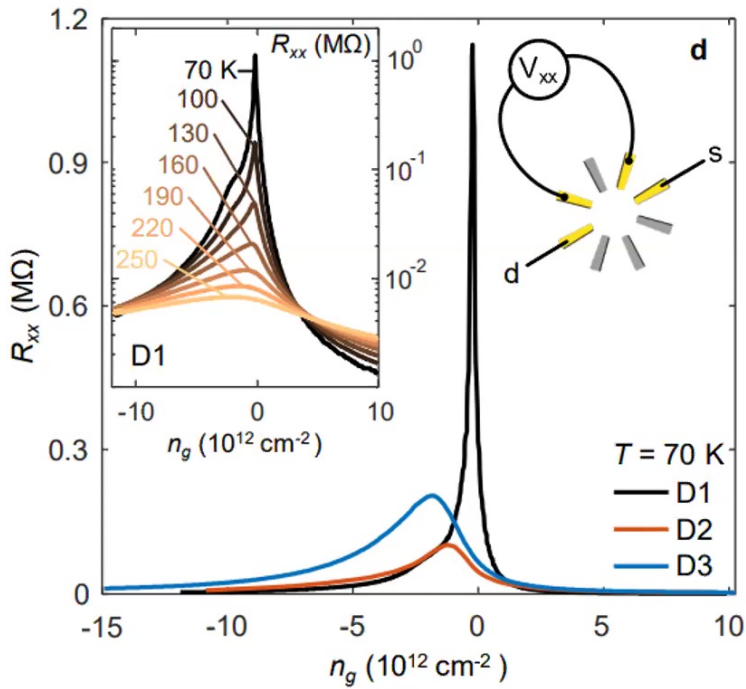 d
1.2
0.9
0.6
0.3
0
R_xx (MΩ)
-15
-10
-5
0
5
10
n_g (10^12 cm^-2)
R_xx (MΩ)
10^0
10^-1
10^-2
70 K
100
130
160
190
220
250
D1
-10
0
10
n_g (10^12 cm^-2)
V_xx
s
d
T = 70 K
D1
D2
D3